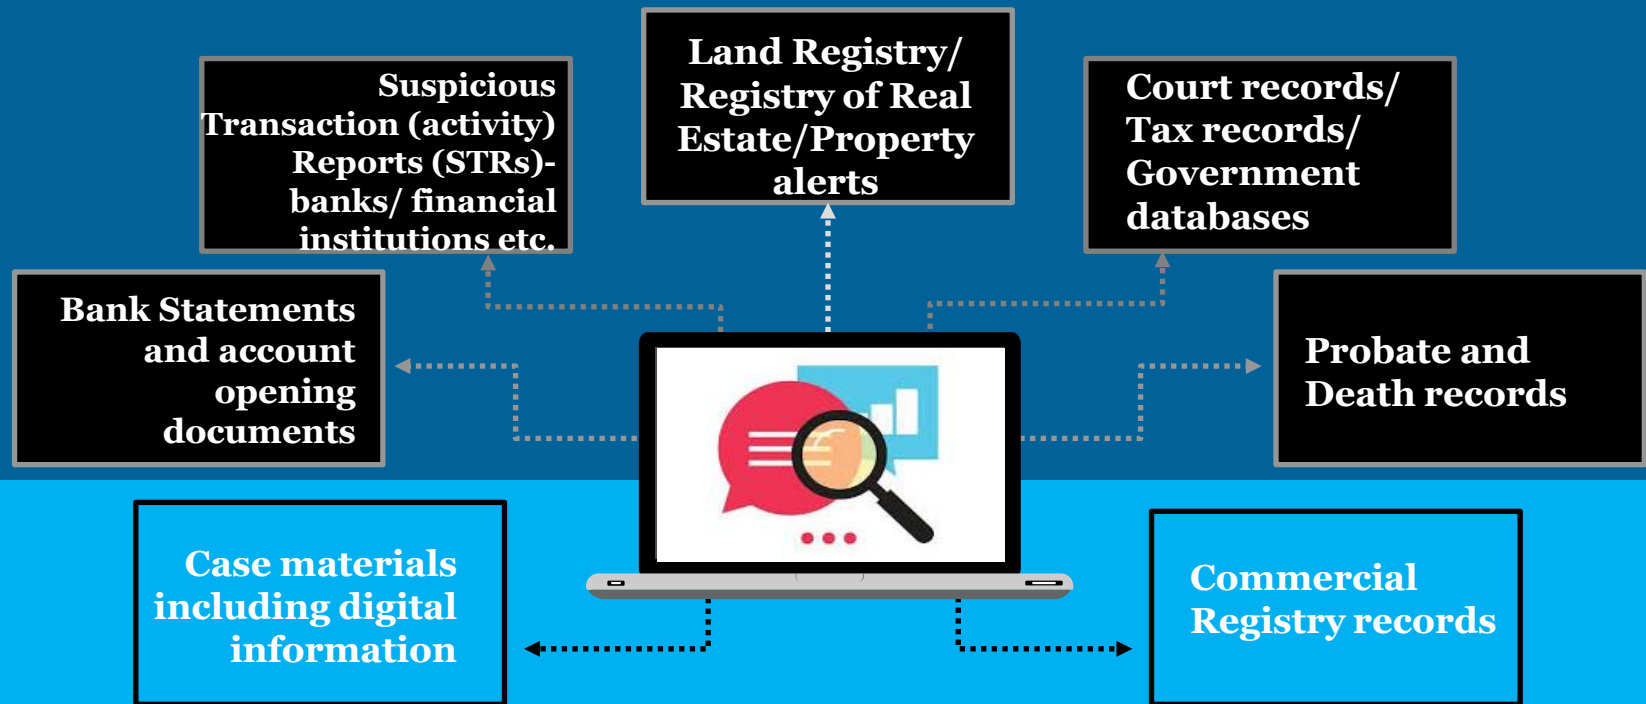 Land Registry/
Registry of Real
Estate/Property
alerts
Suspicious
Transaction (activity)
Reports (STRs)-
banks/ financial
institutions etc.
Court records/
Tax records/
Government
databases
Bank Statements
and account
opening
documents
Probate and
Death records
Case materials
including digital
information
Commercial
Registry records